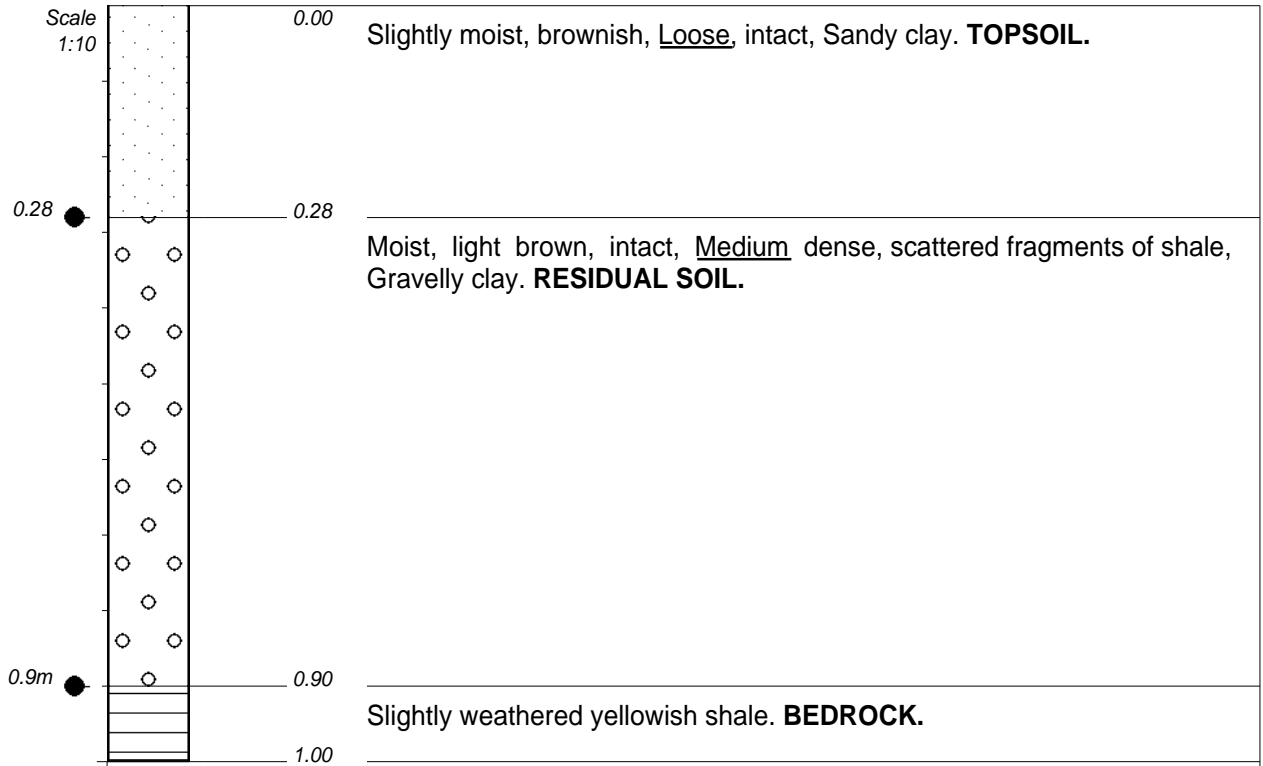 Scale
1:10
0.00
Slightly moist, brownish, Loose, intact, Sandy clay. TOPSOIL.
0.28
0.28
Moist, light brown, intact, Medium dense, scattered fragments of shale,
Gravelly clay. RESIDUAL SOIL.
0.9m
0.90
Slightly weathered yellowish shale. BEDROCK.
1.00